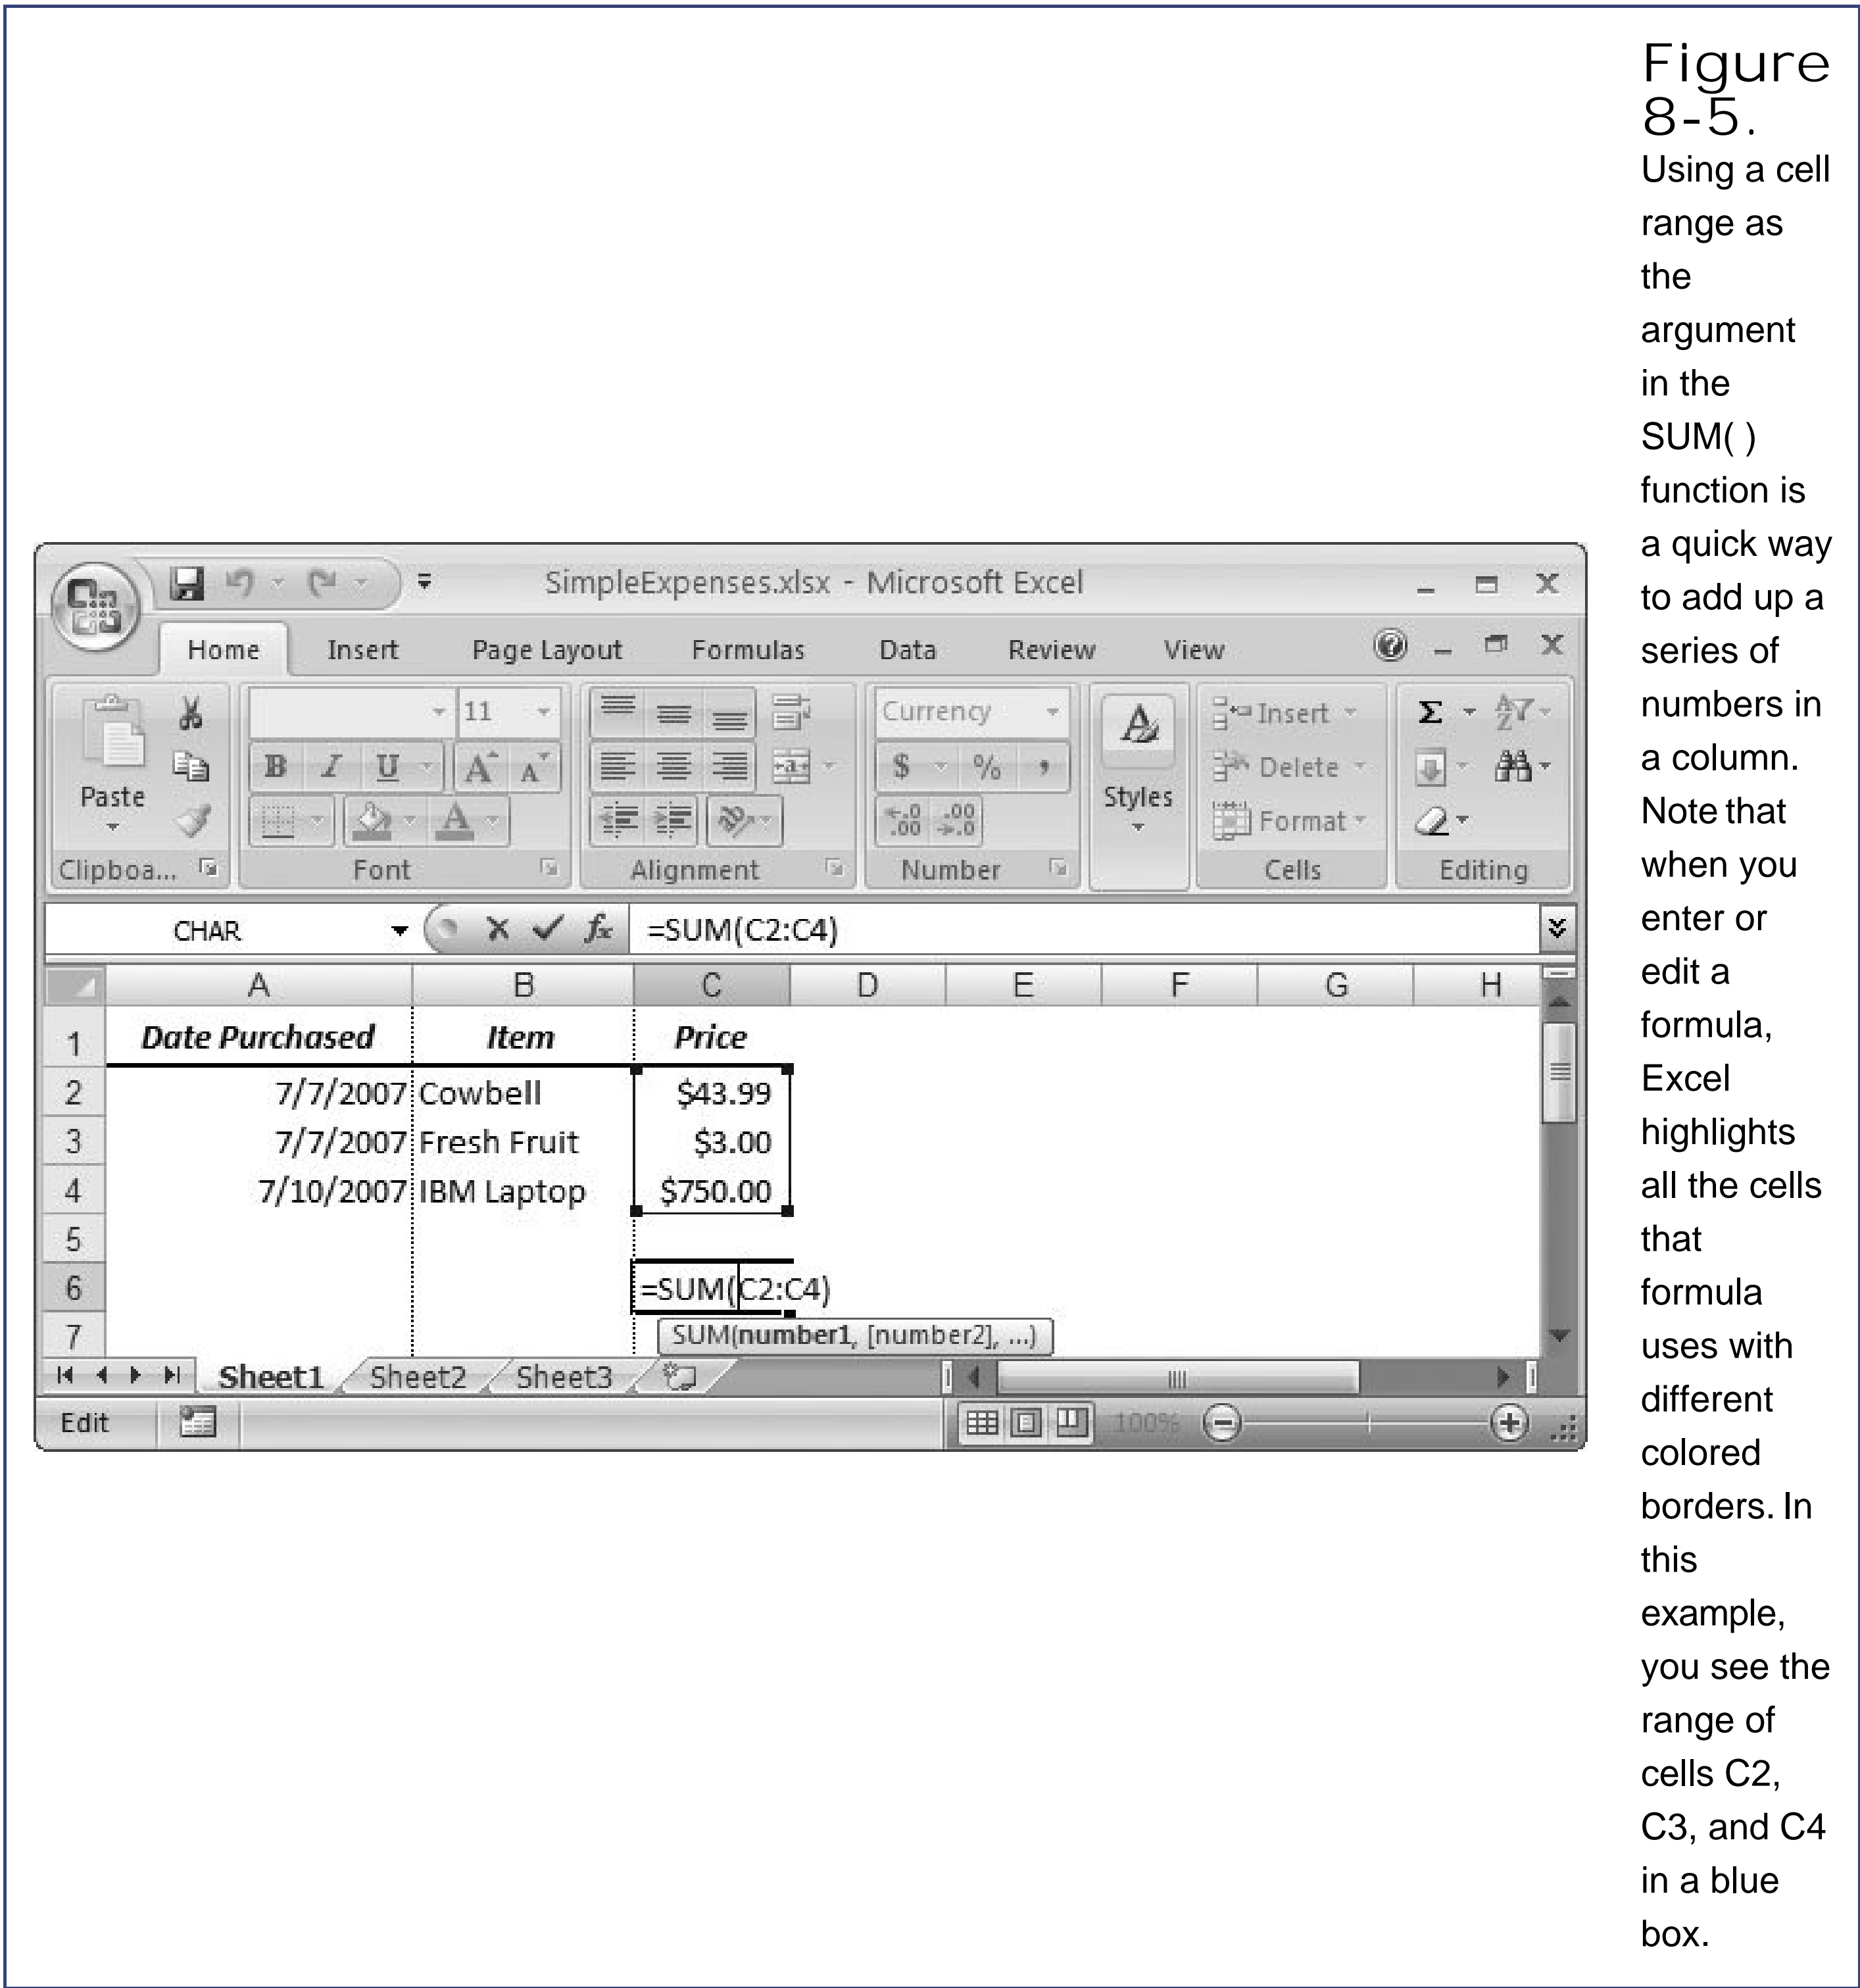 Figure
8-5.
Using a cell
range as
the
argument
in the
SUM( )
function is
a quick way
to add up a
series of
numbers in
a column.
Note that
when you
enter or
edit a
formula,
Excel
highlights
all the cells
that
formula
uses with
different
colored
borders. In
this
example,
you see the
range of
cells C2,
C3, and C4
in a blue
box.
SimpleExpenses.xlsx - Microsoft Excel
Home Insert Page Layout Formulas Data Review View
11 Currency Insert
B I U A A $ % , Delete
Paste Styles Format
A .0 .00 .00 .0
Clipboa... Font Alignment Number Cells Editing
CHAR fx =SUM(C2:C4)
A B C D E F G H
1 Date Purchased Item Price
2 7/7/2007 Cowbell $43.99
3 7/7/2007 Fresh Fruit $3.00
4 7/10/2007 IBM Laptop $750.00
5
6 =SUM(C2:C4)
7 SUM(number1, [number2], ...)
Sheet1 Sheet2 Sheet3
Edit 100%